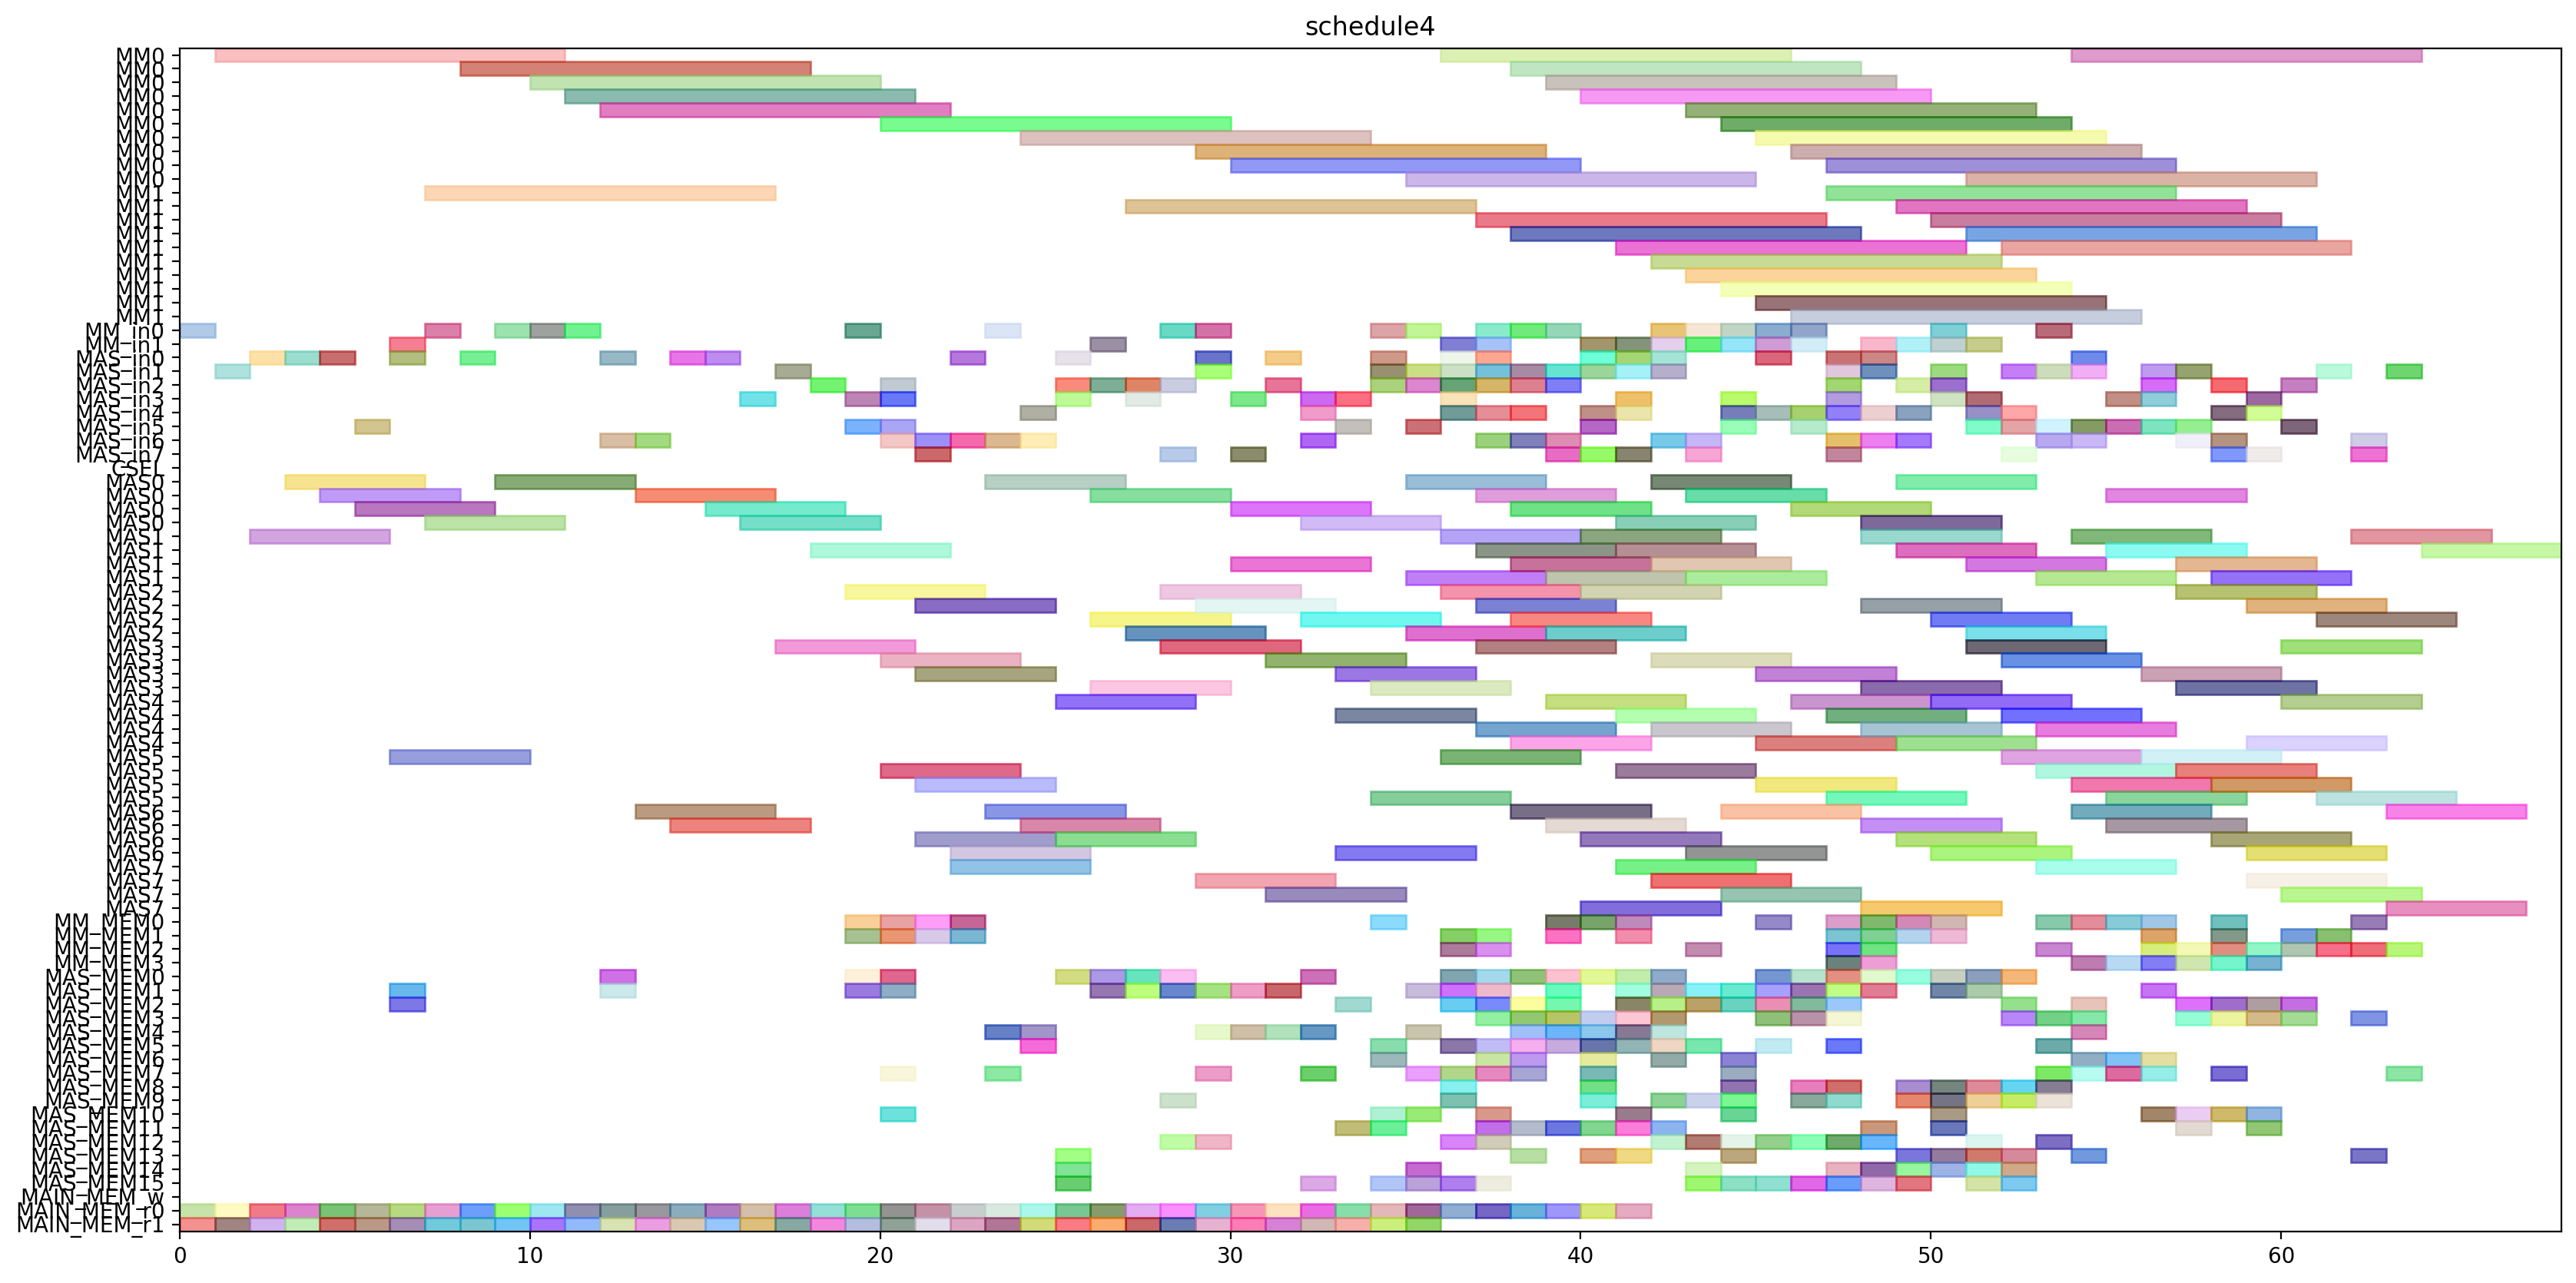 schedule4
MM0
MM0
MM0
MM0
MM0
MM0
MM0
MM0
MM0
MM0
MM1
MM1
MM1
MM1
MM1
MM1
MM1
MM1
MM1
MM1
MM_in0
MM_in1
MAS_in0
MAS_in1
MAS_in2
MAS_in3
MAS_in4
MAS_in5
MAS_in6
MAS_in7
CSEL
MAS0
MAS0
MAS0
MAS0
MAS1
MAS1
MAS1
MAS1
MAS2
MAS2
MAS2
MAS2
MAS3
MAS3
MAS3
MAS3
MAS4
MAS4
MAS4
MAS4
MAS5
MAS5
MAS5
MAS5
MAS6
MAS6
MAS6
MAS6
MAS7
MAS7
MAS7
MAS7
MM_MEM0
MM_MEM1
MM_MEM2
MM_MEM3
MAS_MEM0
MAS_MEM1
MAS_MEM2
MAS_MEM3
MAS_MEM4
MAS_MEM5
MAS_MEM6
MAS_MEM7
MAS_MEM8
MAS_MEM9
MAS_MEM10
MAS_MEM11
MAS_MEM12
MAS_MEM13
MAS_MEM14
MAS_MEM15
MAIN_MEM_w
MAIN_MEM_r0
MAIN_MEM_r1
0 10 20 30 40 50 60